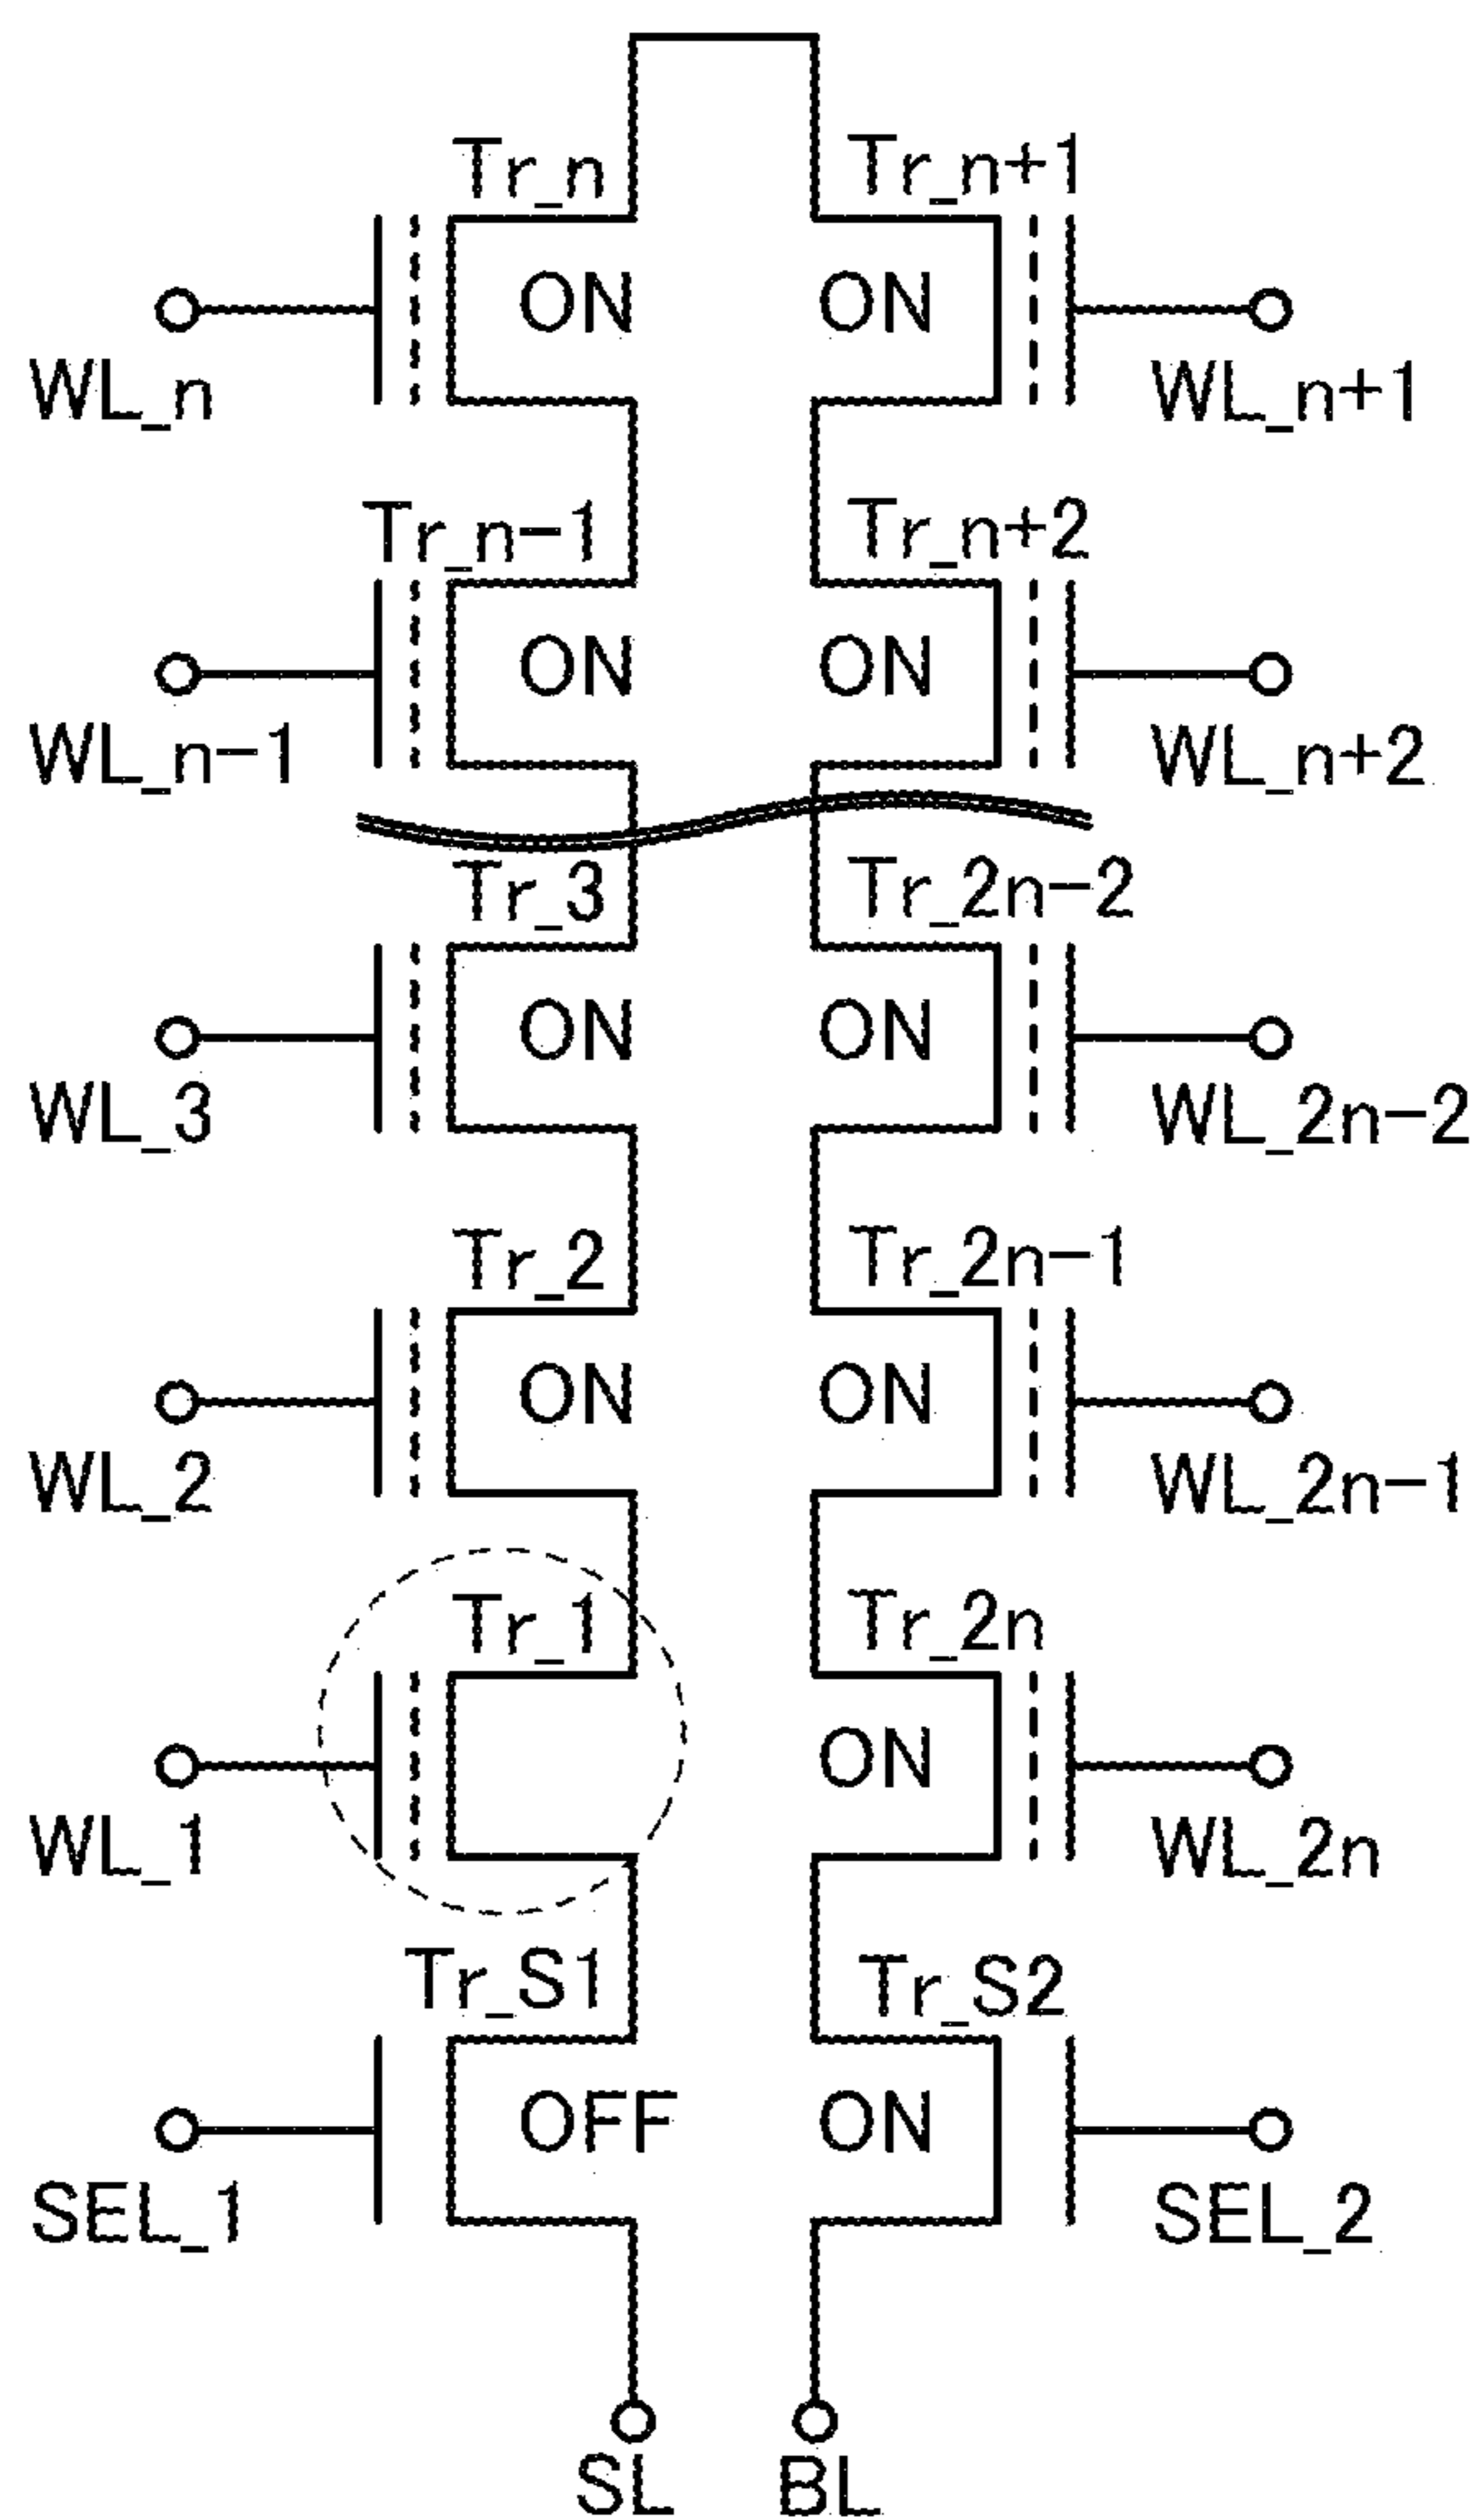 Tr_n Tr_n+1
ON ON
WL_n WL_n+1
Tr_n-1 Tr_n+2
ON ON
WL_n-1 WL_n+2
Tr_3 Tr_2n-2
ON ON
WL_3 WL_2n-2
Tr_2 Tr_2n-1
ON ON
WL_2 WL_2n-1
Tr_1 Tr_2n
ON
WL_1 WL_2n
Tr_S1 Tr_S2
OFF ON
SEL_1 SEL_2
SL BL